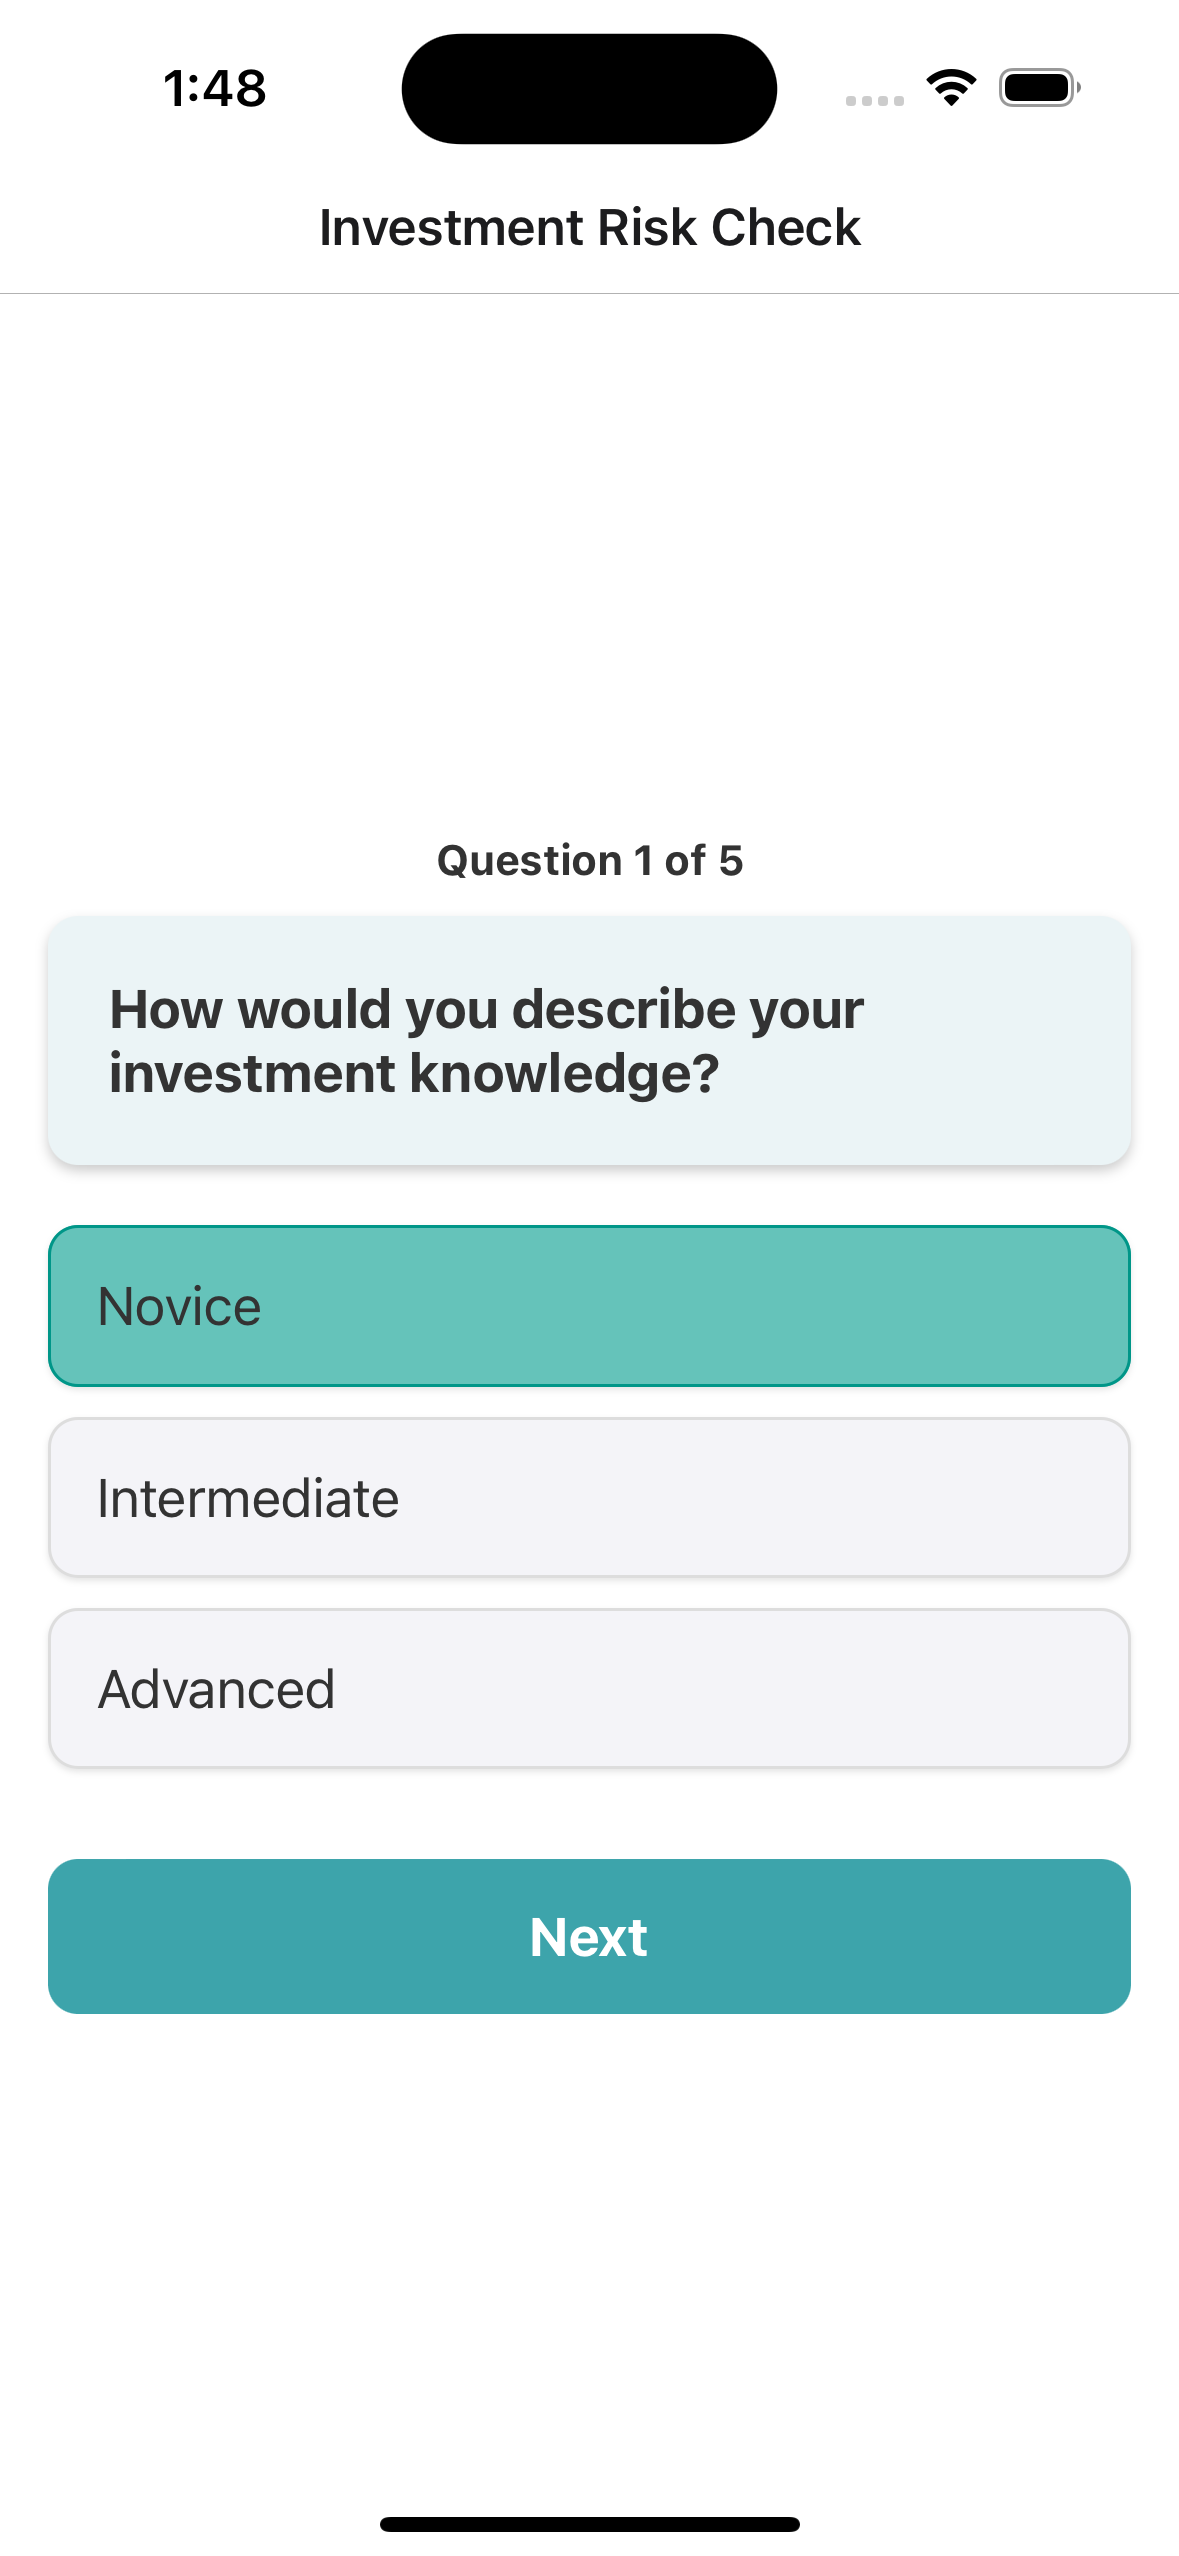 1:48
Investment Risk Check
Question 1 of 5
How would you describe your
investment knowledge?
Novice
Intermediate
Advanced
Next